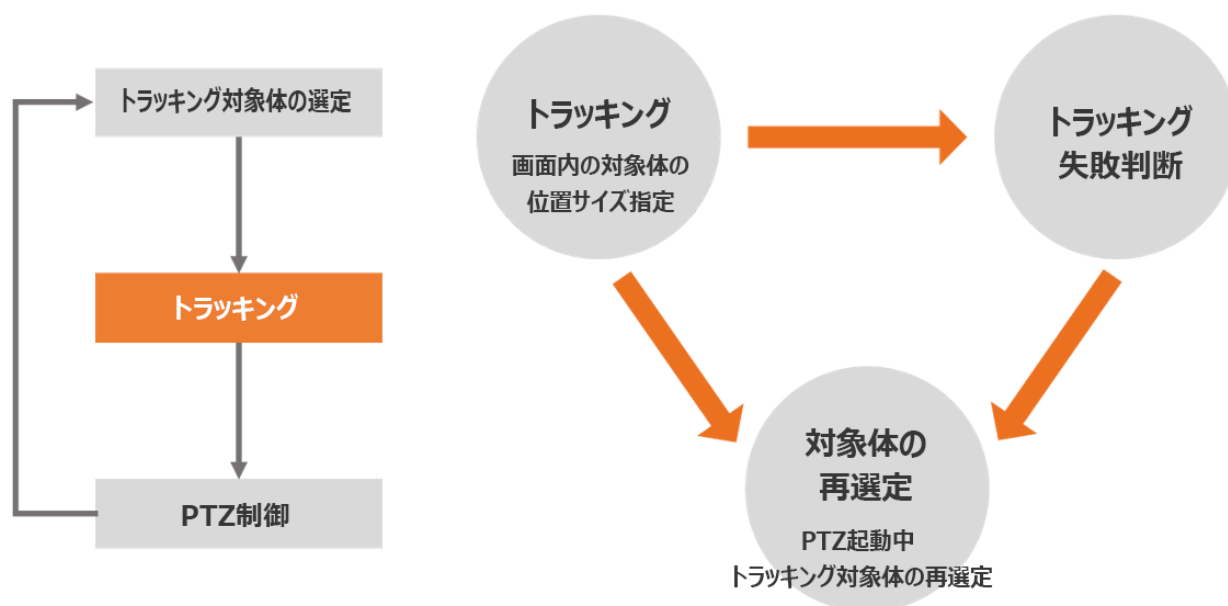 トラッキング対象体の選定
トラッキング
PTZ制御
トラッキング
画面内の対象体の
位置サイズ指定
トラッキング
失敗判断
対象体の
再選定
PTZ起動中
トラッキング対象体の再選定